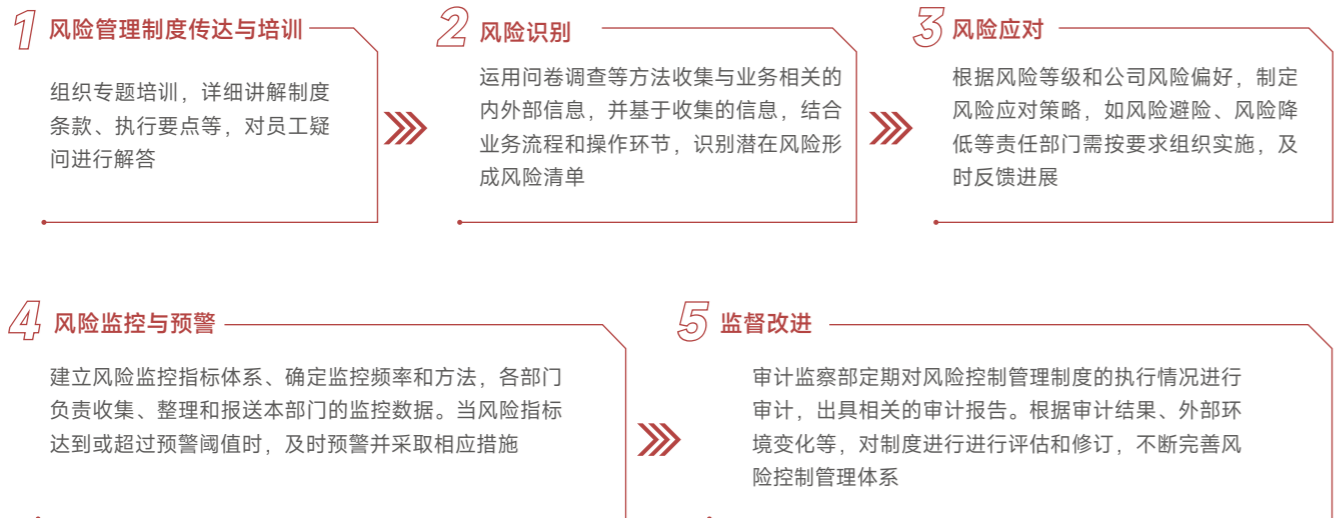 1 风险管理制度传达与培训
组织专题培训，详细讲解制度
条款、执行要点等，对员工疑
问进行解答
2 风险识别
运用问卷调查等方法收集与业务相关的
内外部信息，并基于收集的信息，结合
业务流程和操作环节，识别潜在风险形
成风险清单
3 风险应对
根据风险等级和公司风险偏好，制定
风险应对策略，如风险避险、风险降
低等责任部门需按要求组织实施，及
时反馈进展
4 风险监控与预警
建立风险监控指标体系、确定监控频率和方法，各部门
负责收集、整理和报送本部门的监控数据。当风险指标
达到或超过预警阈值时，及时预警并采取相应措施
5 监督改进
审计监察部定期对风险控制管理制度的执行情况进行
审计，出具相关的审计报告。根据审计结果、外部环
境变化等，对制度进行进行评估和修订，不断完善风
险控制管理体系